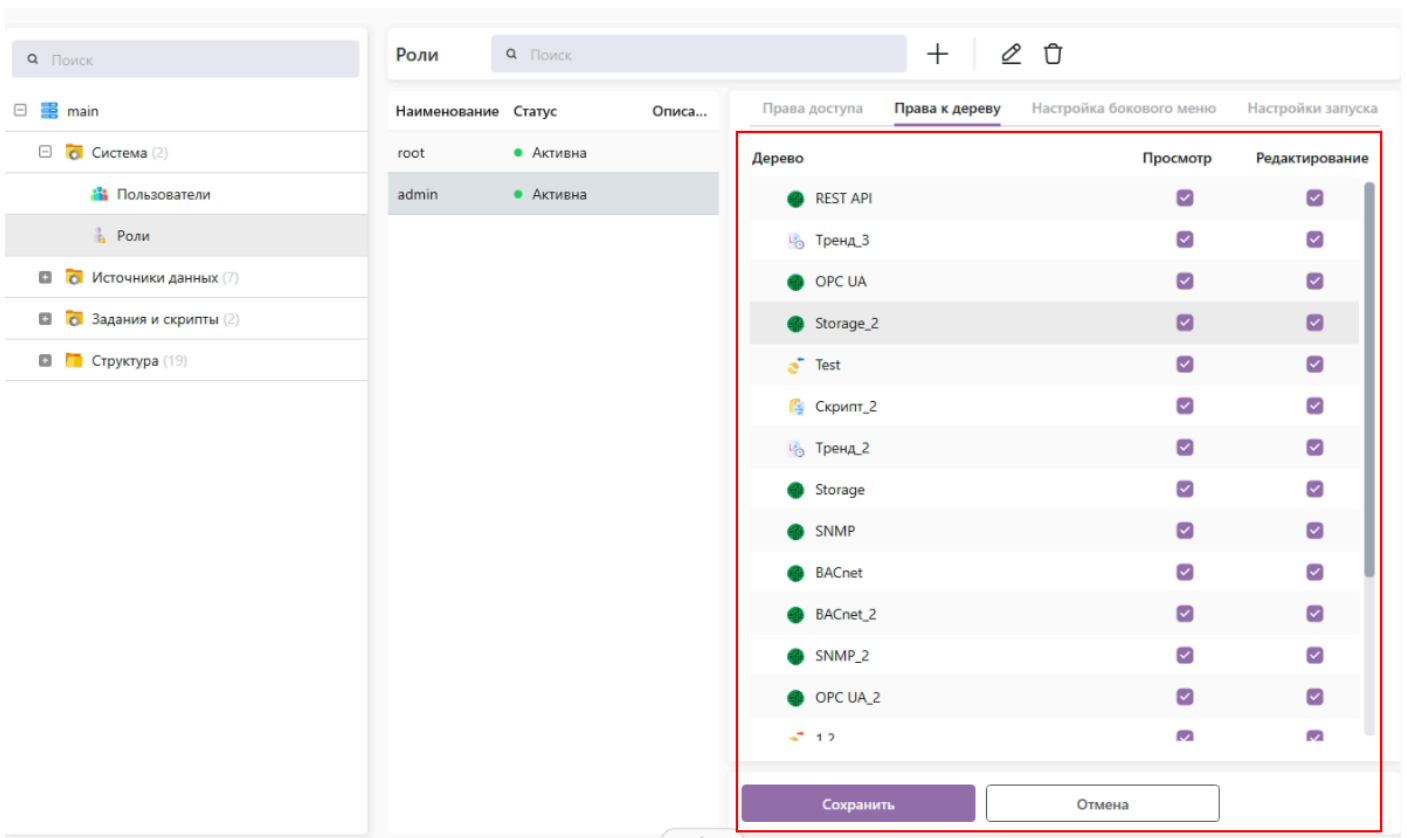 Поиск
main
Система (2)
Пользователи
Роли
Источники данных (7)
Задания и скрипты (2)
Структура (19)
Роли Поиск
Наименование Статус Описа...
root Активна
admin Активна
Права доступа Права к дереву Настройка бокового меню Настройки запуска
Дерево Просмотр Редактирование
REST API
Тренд_3
OPC UA
Storage_2
Test
Скрипт_2
Тренд_2
Storage
SNMP
BACnet
BACnet_2
SNMP_2
OPC UA_2
Сохранить Отмена